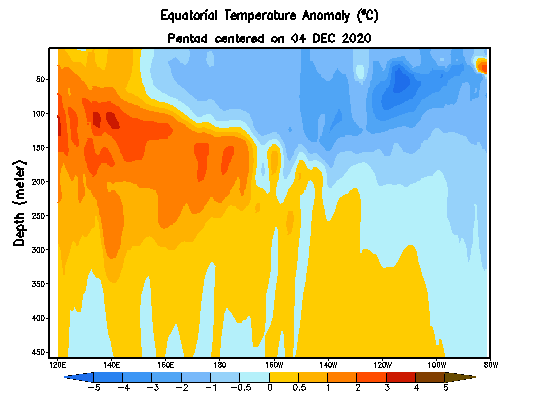 Equatorial Temperature Anomaly (°C)
Pentad centered on 04 DEC 2020
Depth (meter)
50
100
150
200
250
300
350
400
450
120E 140E 160E 180 160W 140W 120W 100W 80W
-5 -4 -3 -2 -1 -0.5 0 0.5 1 2 3 4 5